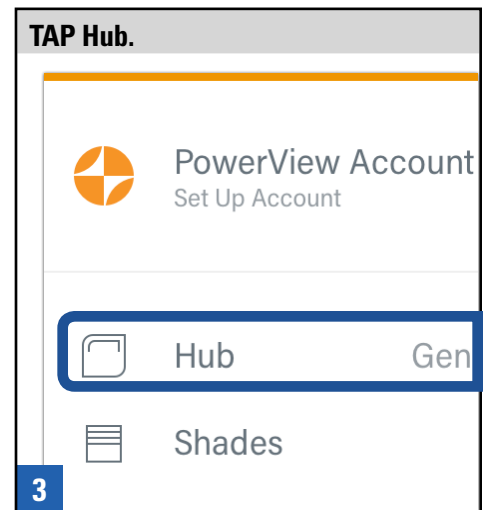 TAP Hub.
PowerView Account
Set Up Account
Hub Gen
Shades
3